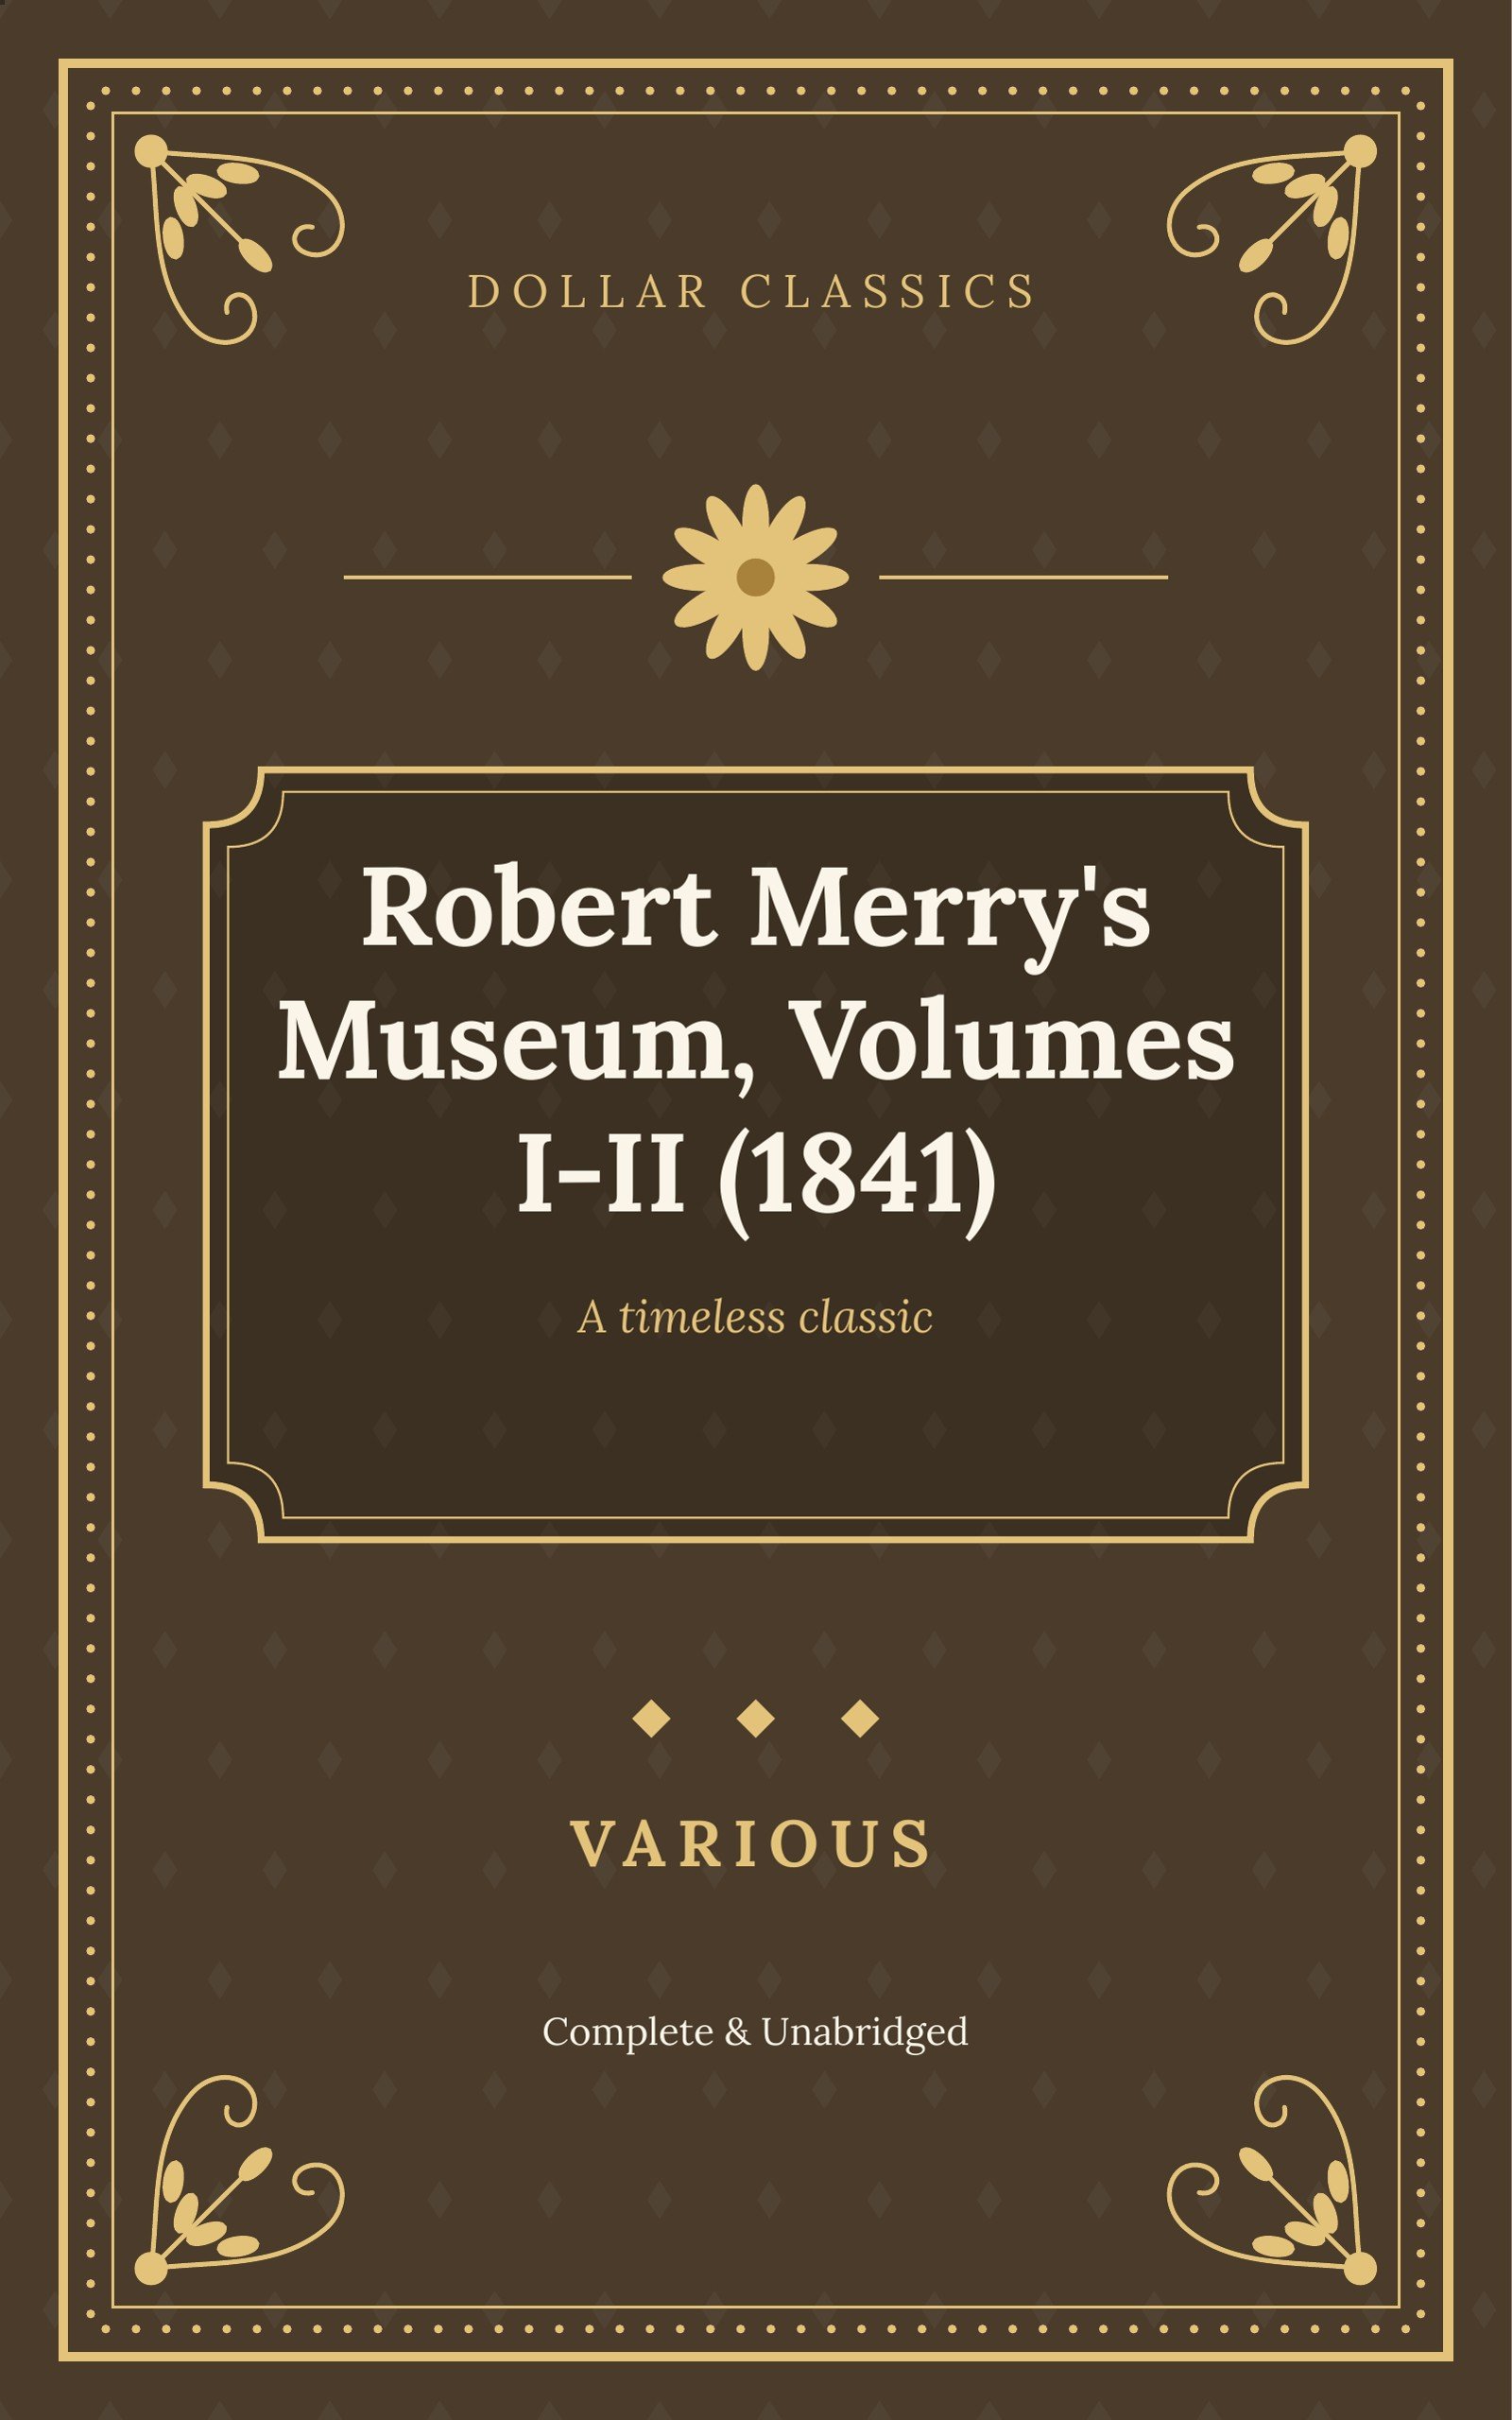 DOLLAR CLASSICS
Robert Merry's
Museum, Volumes
I-II (1841)
A timeless classic
VARIOUS
Complete & Unabridged